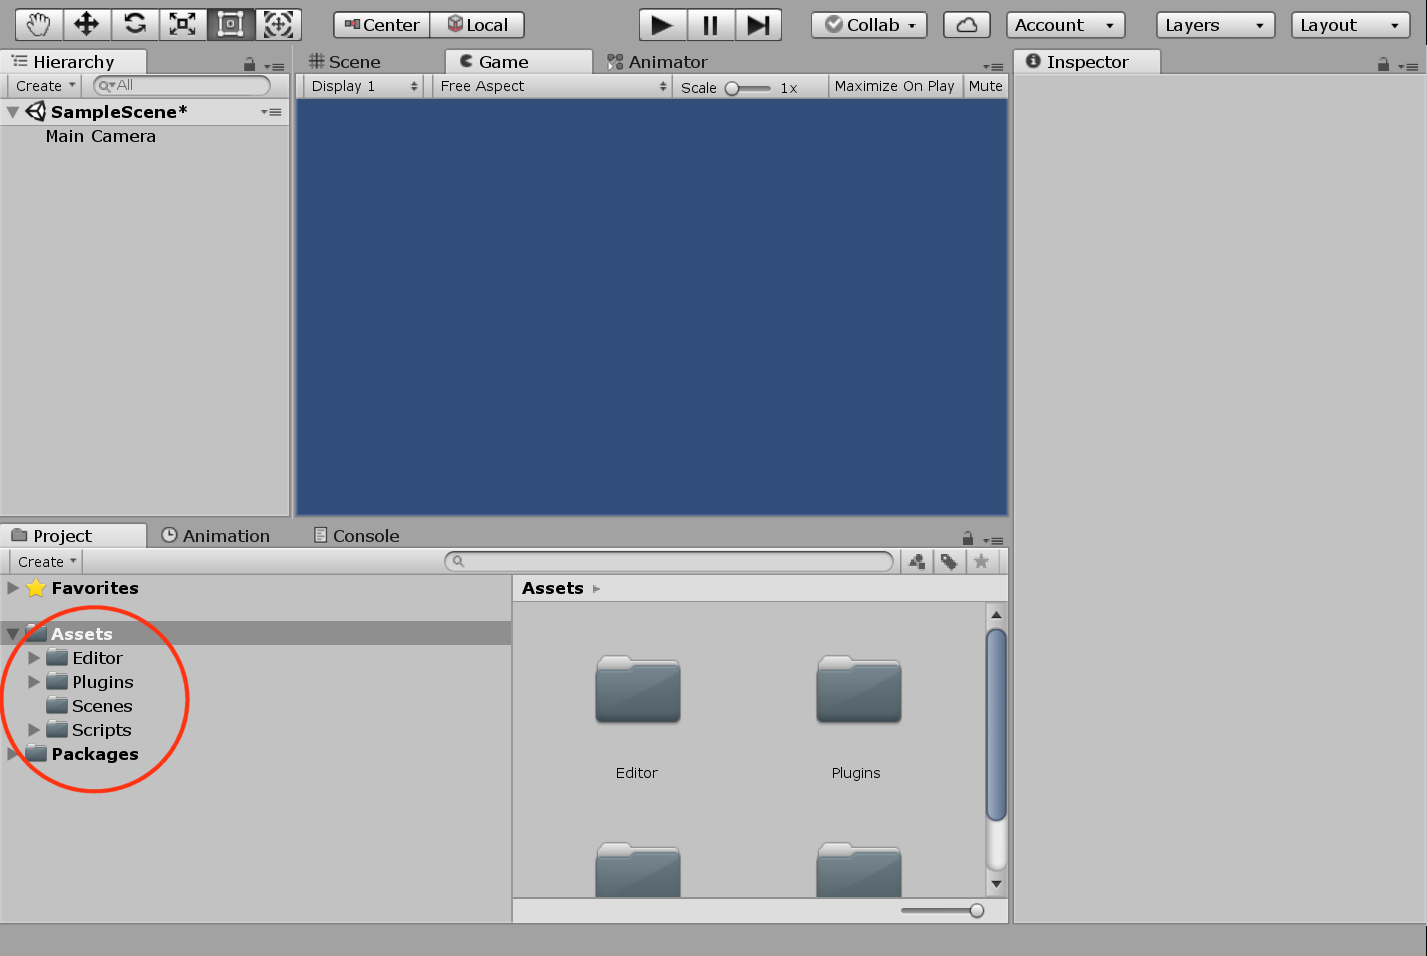 Center Local Collab Account Layers Layout
Hierarchy
Create All
SampleScene*
Main Camera
Scene Game Animator
Display 1 Free Aspect Scale 1x Maximize On Play Mute
Inspector
Project Animation Console
Create
Favorites
Assets
Editor
Plugins
Scenes
Scripts
Packages
Assets
Editor Plugins